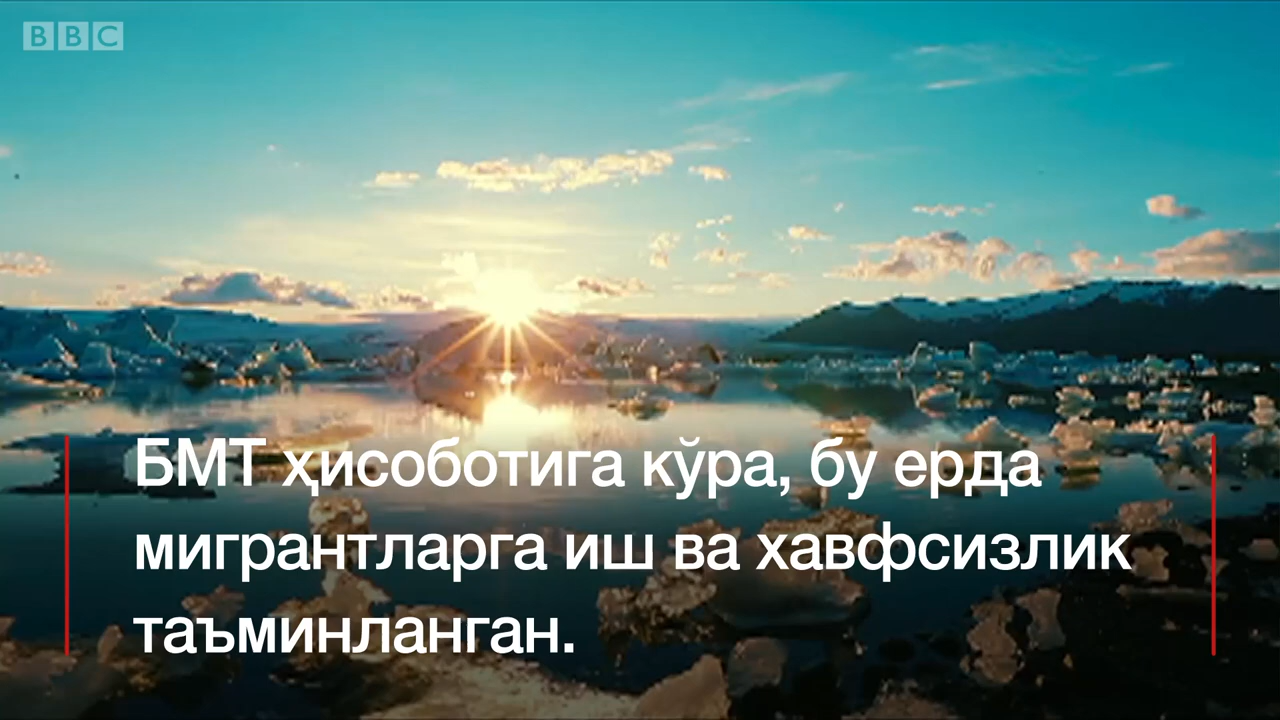 BBC
БМТ ҳисоботига кўра, бу ерда
мигрантларга иш ва хавфсизлик
таъминланган.